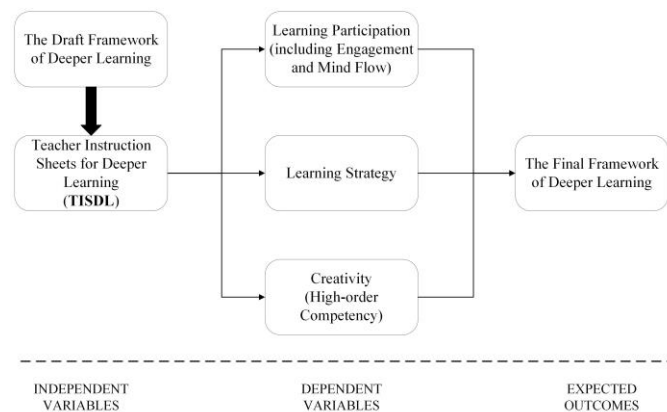 The Draft Framework
of Deeper Learning
Teacher Instruction
Sheets for Deeper
Learning
(TISDL)
Learning Participation
(including Engagement
and Mind Flow)
Learning Strategy
Creativity
(High-order
Competency)
The Final Framework
of Deeper Learning
INDEPENDENT
VARIABLES
DEPENDENT
VARIABLES
EXPECTED
OUTCOMES